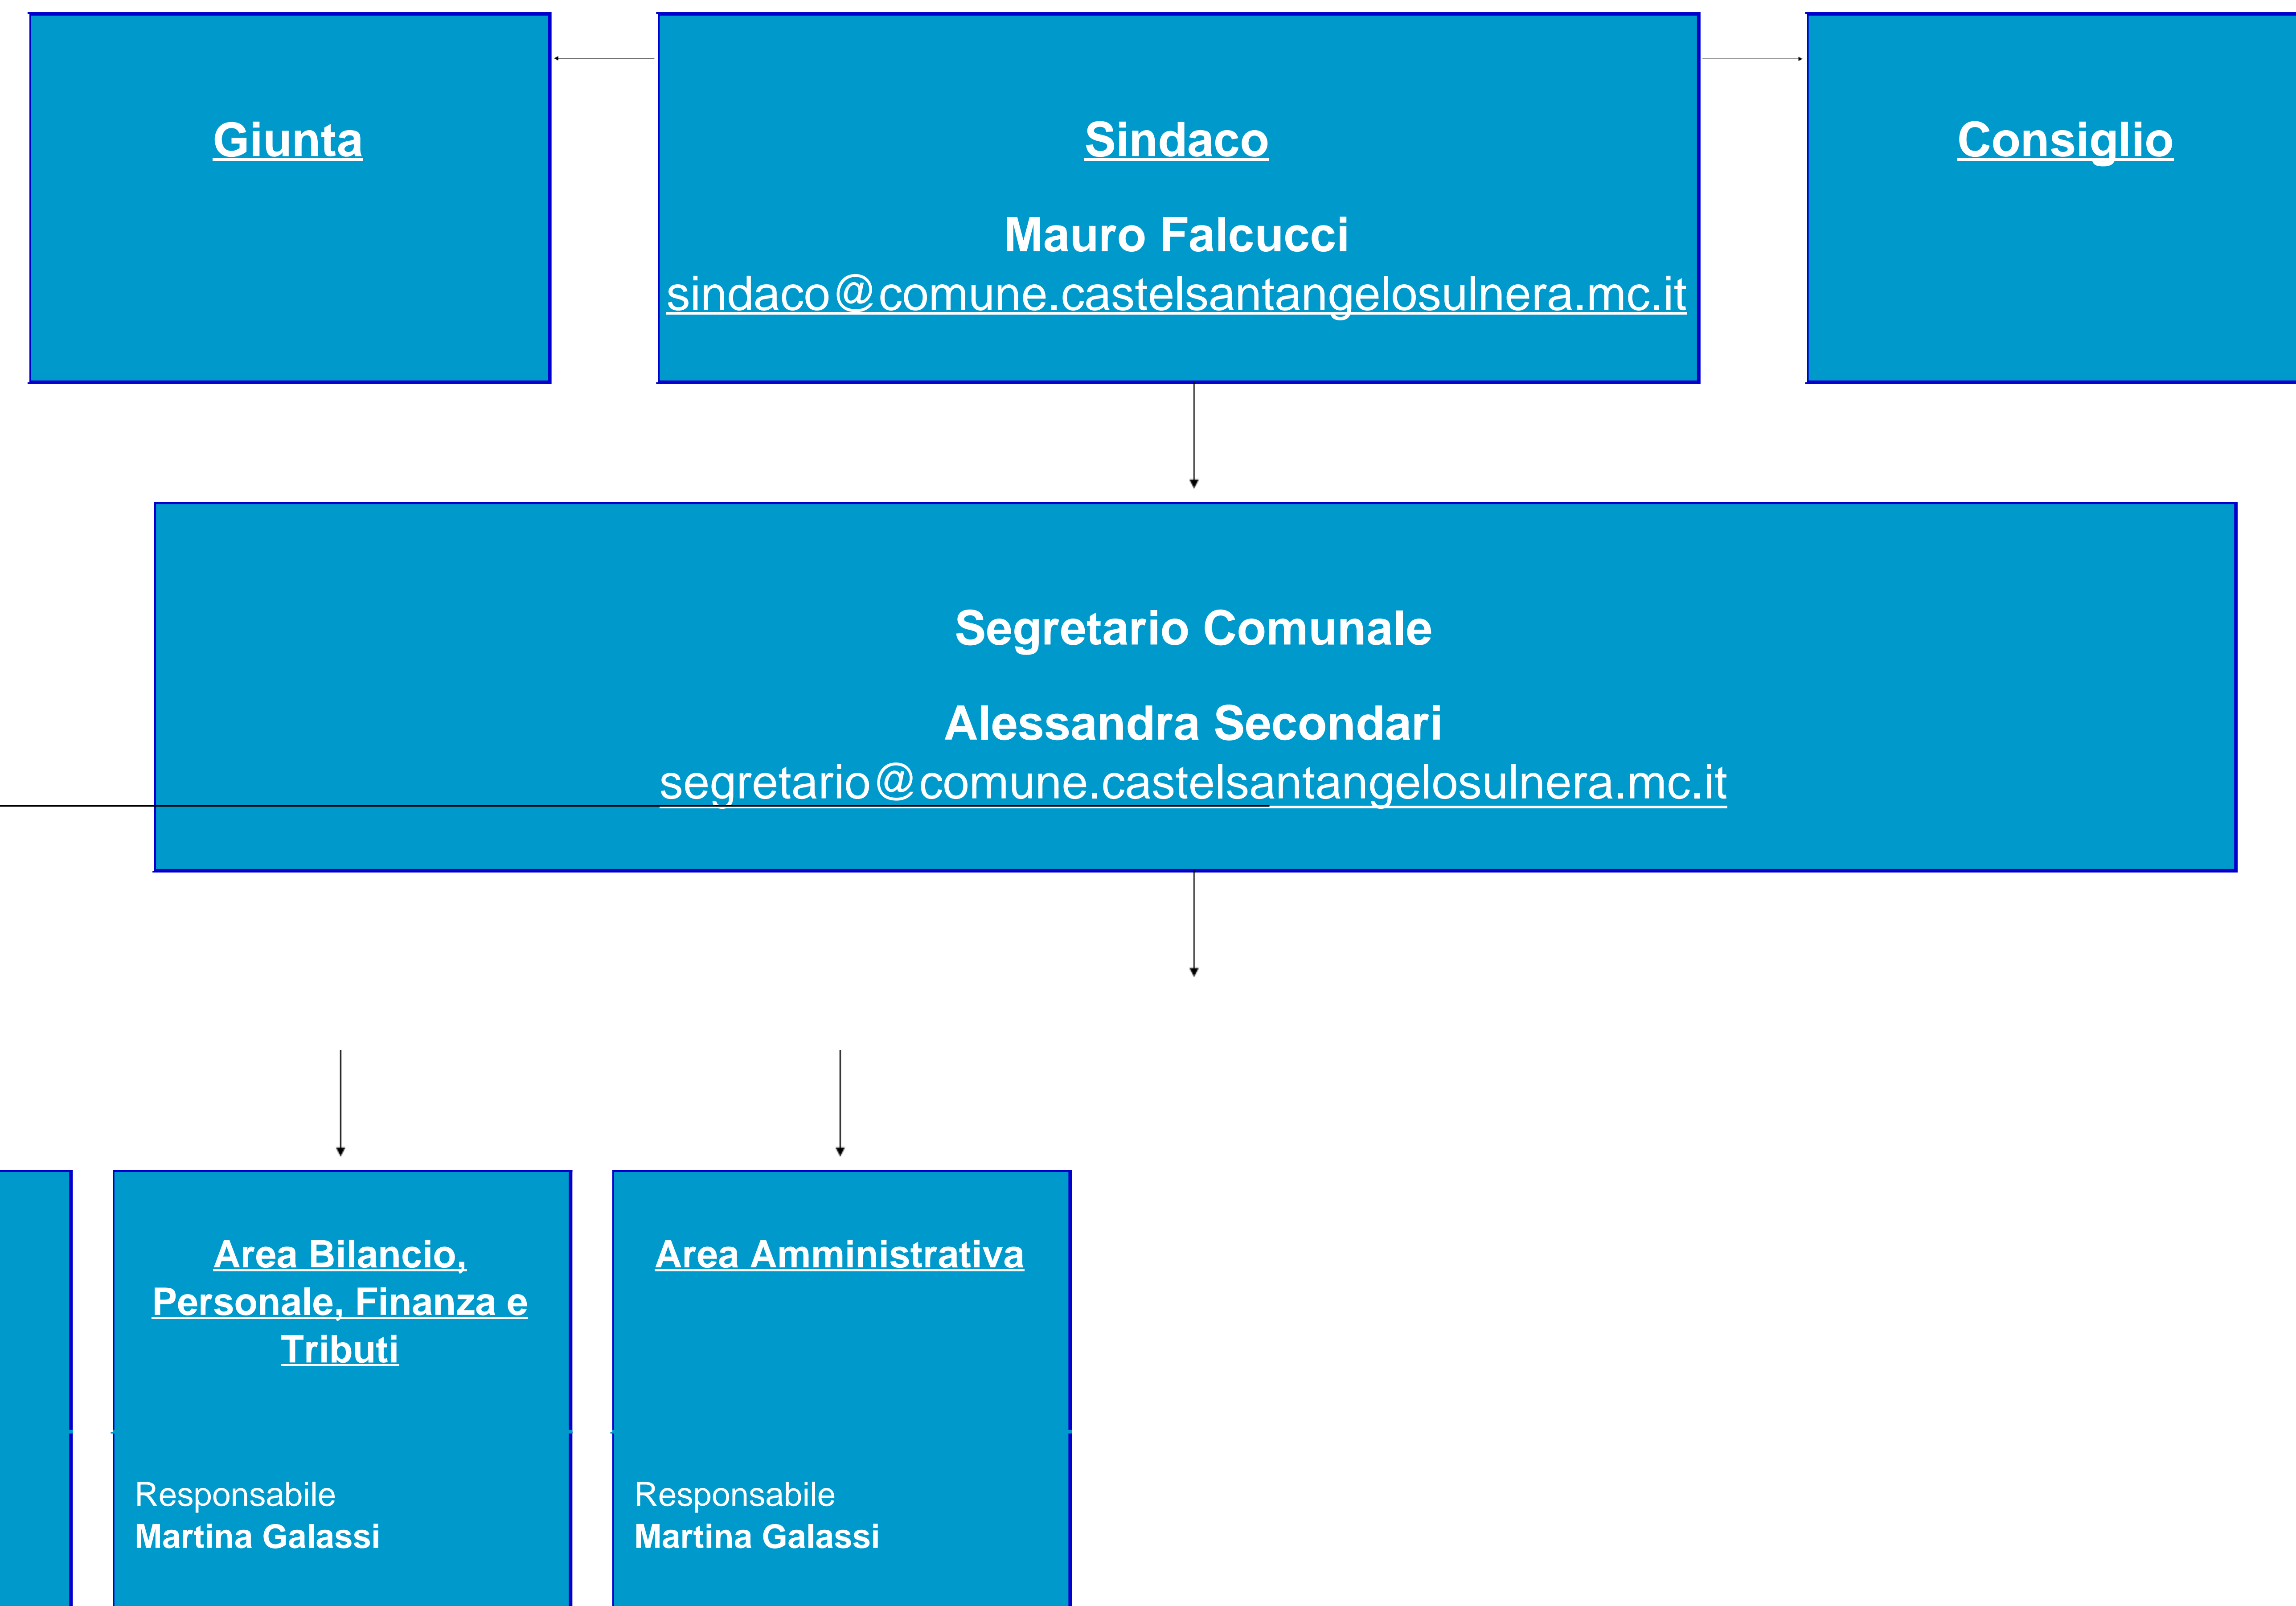 Giunta
Sindaco
Mauro Falcucci
sindaco@comune.castelsantangelosulnera.mc.it
Consiglio
Segretario Comunale
Alessandra Secondari
segretario@comune.castelsantangelosulnera.mc.it
Area Bilancio,
Personale, Finanza e
Tributi
Responsabile
Martina Galassi
Area Amministrativa
Responsabile
Martina Galassi